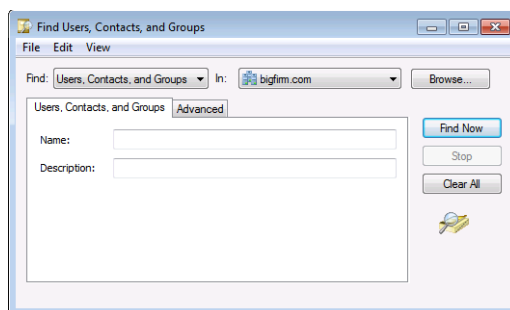 Find Users, Contacts, and Groups
File Edit View
Find: Users, Contacts, and Groups In: bigfirm.com Browse...
Users, Contacts, and Groups Advanced
Find Now
Name:
Stop
Description:
Clear All